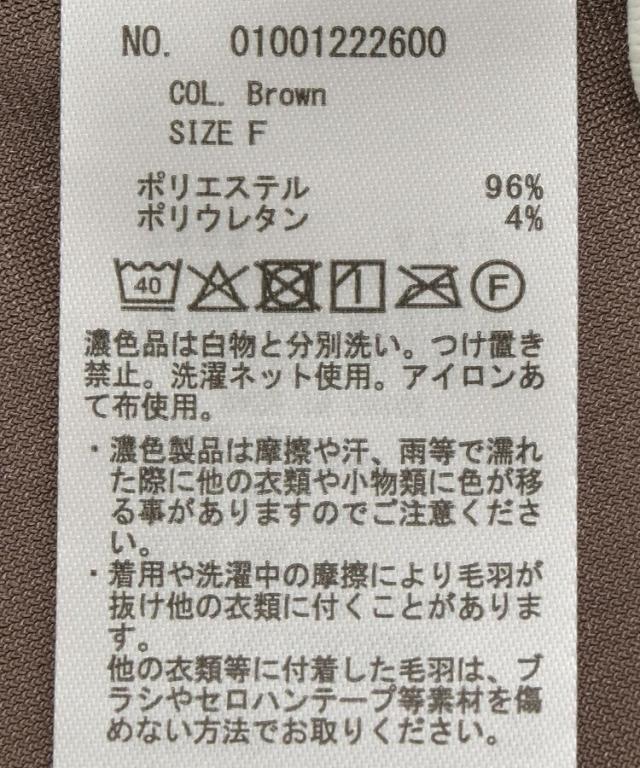 NO. 01001222600
COL. Brown
SIZE F
ポリエステル 96%
ポリウレタン 4%
40 F
濃色品は白物と分別洗い。つけ置き
禁止。洗濯ネット使用。アイロンあ
て布使用。
・濃色製品は摩擦や汗、雨等で濡れ
た際に他の衣類や小物類に色が移
る事がありますのでご注意くださ
い。
・着用や洗濯中の摩擦により毛羽が
抜け他の衣類に付くことがありま
す。
他の衣類等に付着した毛羽は、ブ
ラシやセロハンテープ等素材を傷
めない方法でお取りください。